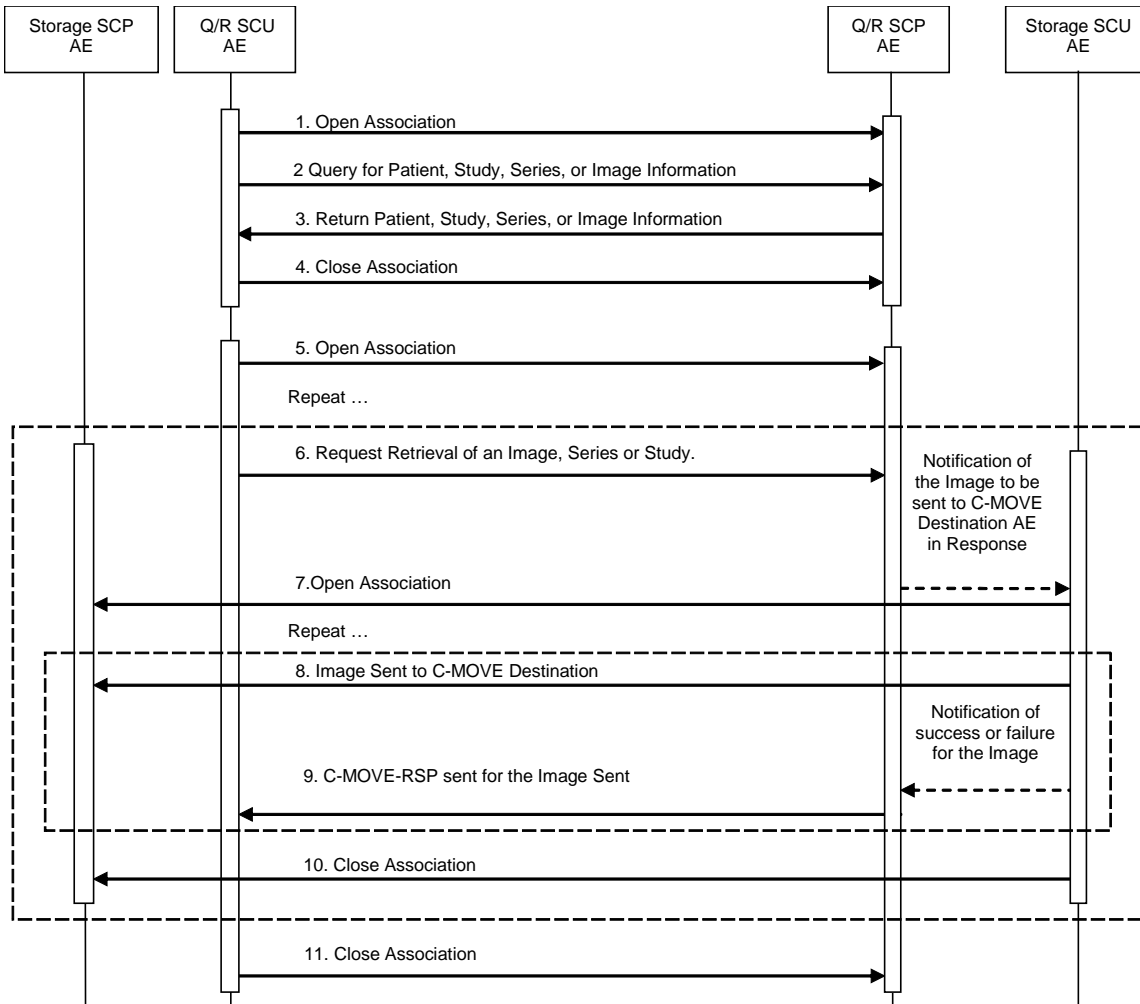 Storage SCP
AE
Q/R SCU
AE
Q/R SCP
AE
Storage SCU
AE
1. Open Association
2 Query for Patient, Study, Series, or Image Information
3. Return Patient, Study, Series, or Image Information
4. Close Association
5. Open Association
Repeat …
6. Request Retrieval of an Image, Series or Study.
Notification of
the Image to be
sent to C-MOVE
Destination AE
in Response
7.Open Association
Repeat …
8. Image Sent to C-MOVE Destination
Notification of
success or failure
for the Image
9. C-MOVE-RSP sent for the Image Sent
10. Close Association
11. Close Association